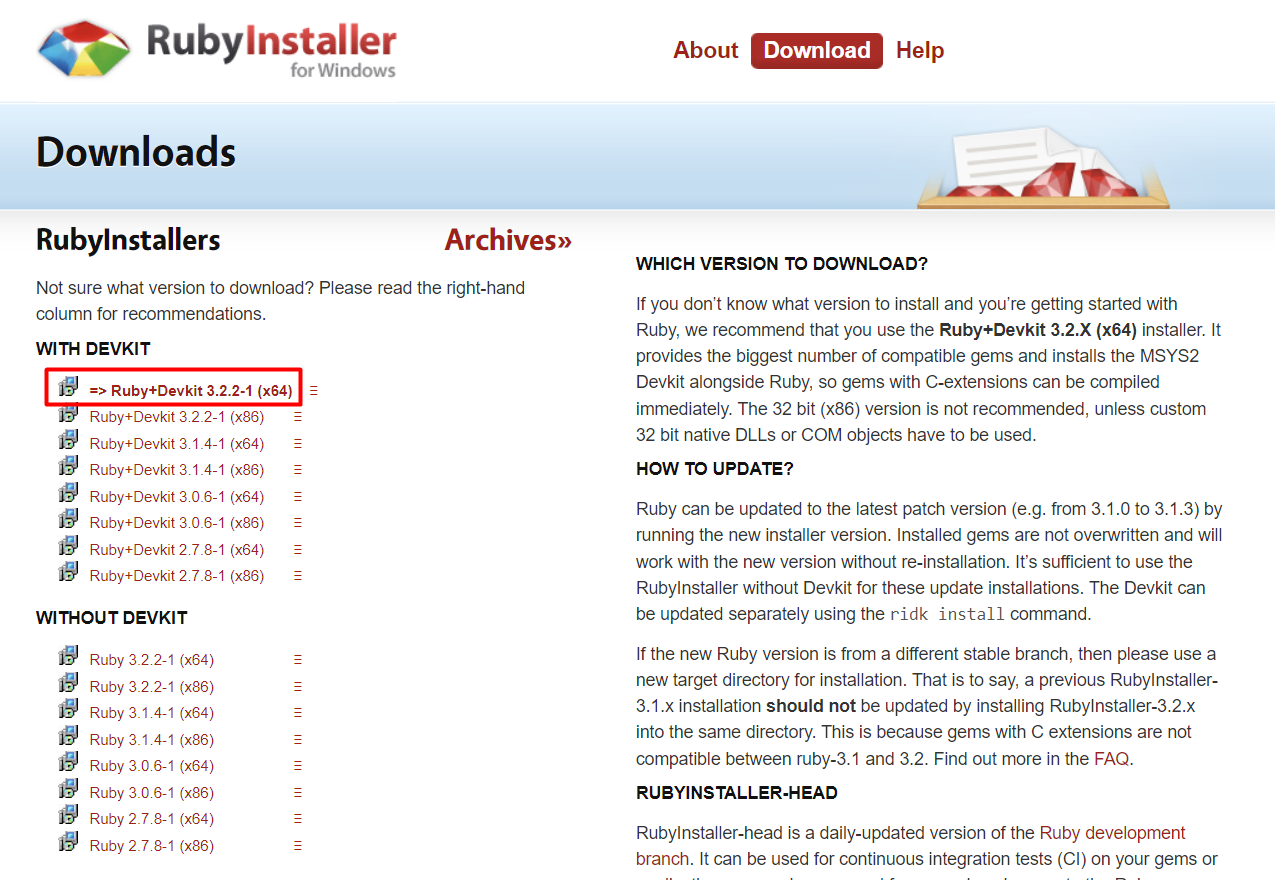 RubyInstaller
for Windows
About Download Help
Downloads
RubyInstallers
Archives»
Not sure what version to download? Please read the right-hand
column for recommendations.
WITH DEVKIT
=> Ruby+Devkit 3.2.2-1 (x64)
Ruby+Devkit 3.2.2-1 (x86)
Ruby+Devkit 3.1.4-1 (x64)
Ruby+Devkit 3.1.4-1 (x86)
Ruby+Devkit 3.0.6-1 (x64)
Ruby+Devkit 3.0.6-1 (x86)
Ruby+Devkit 2.7.8-1 (x64)
Ruby+Devkit 2.7.8-1 (x86)
WITHOUT DEVKIT
Ruby 3.2.2-1 (x64)
Ruby 3.2.2-1 (x86)
Ruby 3.1.4-1 (x64)
Ruby 3.1.4-1 (x86)
Ruby 3.0.6-1 (x64)
Ruby 3.0.6-1 (x86)
Ruby 2.7.8-1 (x64)
Ruby 2.7.8-1 (x86)
WHICH VERSION TO DOWNLOAD?
If you don’t know what version to install and you’re getting started with
Ruby, we recommend that you use the Ruby+Devkit 3.2.X (x64) installer. It
provides the biggest number of compatible gems and installs the MSYS2
Devkit alongside Ruby, so gems with C-extensions can be compiled
immediately. The 32 bit (x86) version is not recommended, unless custom
32 bit native DLLs or COM objects have to be used.
HOW TO UPDATE?
Ruby can be updated to the latest patch version (e.g. from 3.1.0 to 3.1.3) by
running the new installer version. Installed gems are not overwritten and will
work with the new version without re-installation. It’s sufficient to use the
RubyInstaller without Devkit for these update installations. The Devkit can
be updated separately using the ridk install command.
If the new Ruby version is from a different stable branch, then please use a
new target directory for installation. That is to say, a previous RubyInstaller-
3.1.x installation should not be updated by installing RubyInstaller-3.2.x
into the same directory. This is because gems with C extensions are not
compatible between ruby-3.1 and 3.2. Find out more in the FAQ.
RUBYINSTALLER-HEAD
RubyInstaller-head is a daily-updated version of the Ruby development
branch. It can be used for continuous integration tests (CI) on your gems or